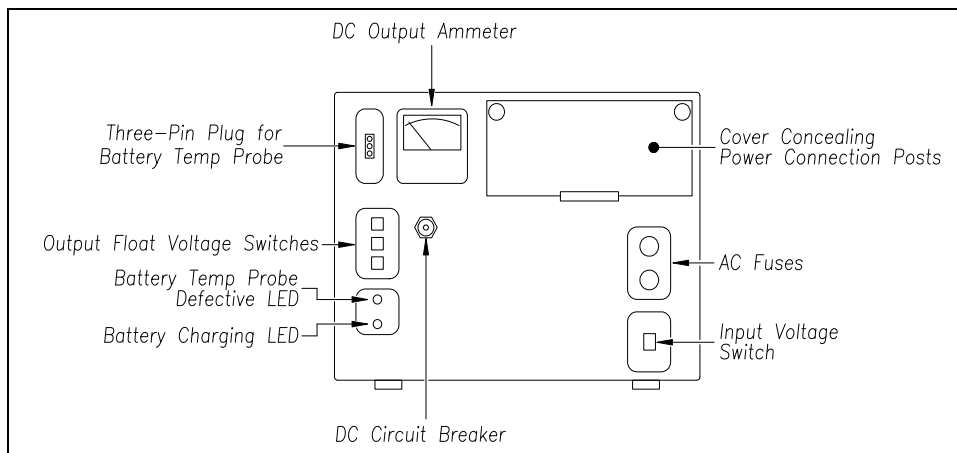 DC Output Ammeter
Three-Pin Plug for
Battery Temp Probe
Cover Concealing
Power Connection Posts
Output Float Voltage Switches
AC Fuses
Battery Temp Probe
Defective LED
Battery Charging LED
Input Voltage
Switch
DC Circuit Breaker